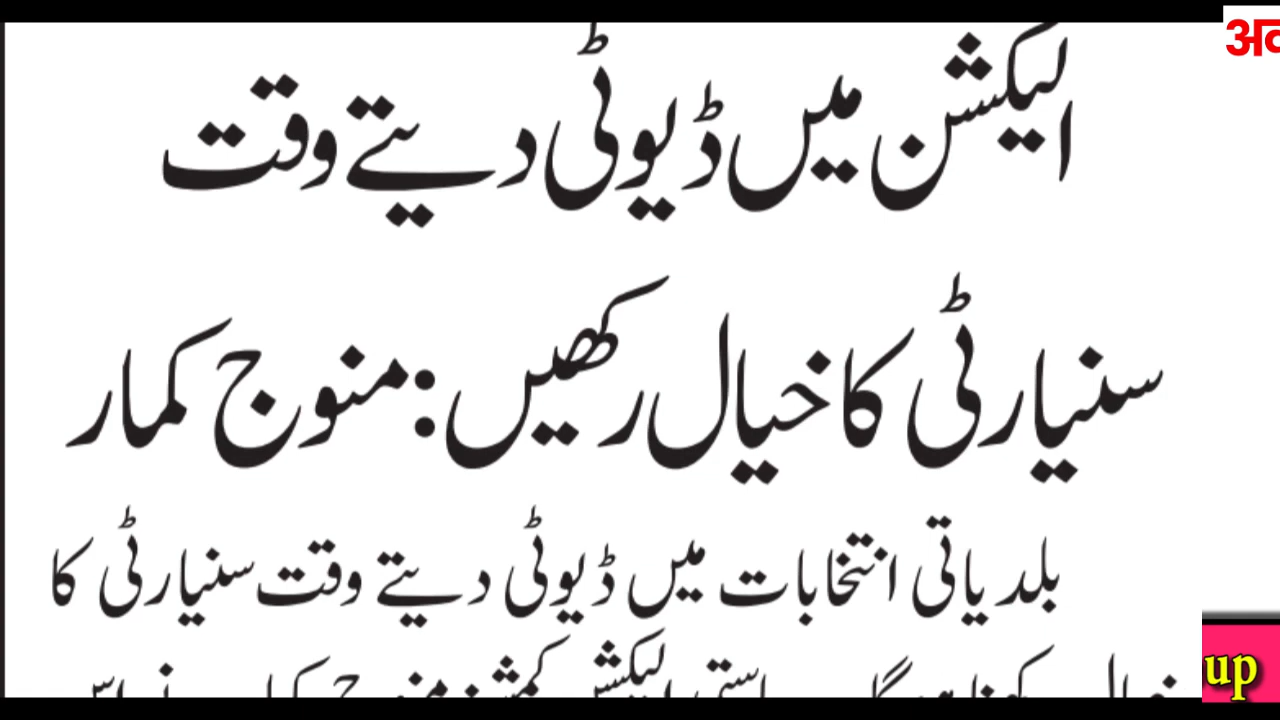 الیکشن میں ڈیوٹی دیتے وقت
سنیارٹی کا خیال رکھیں: منوج کمار
بلدیاتی انتخابات میں ڈیوٹی دیتے وقت سنیارٹی کا
up